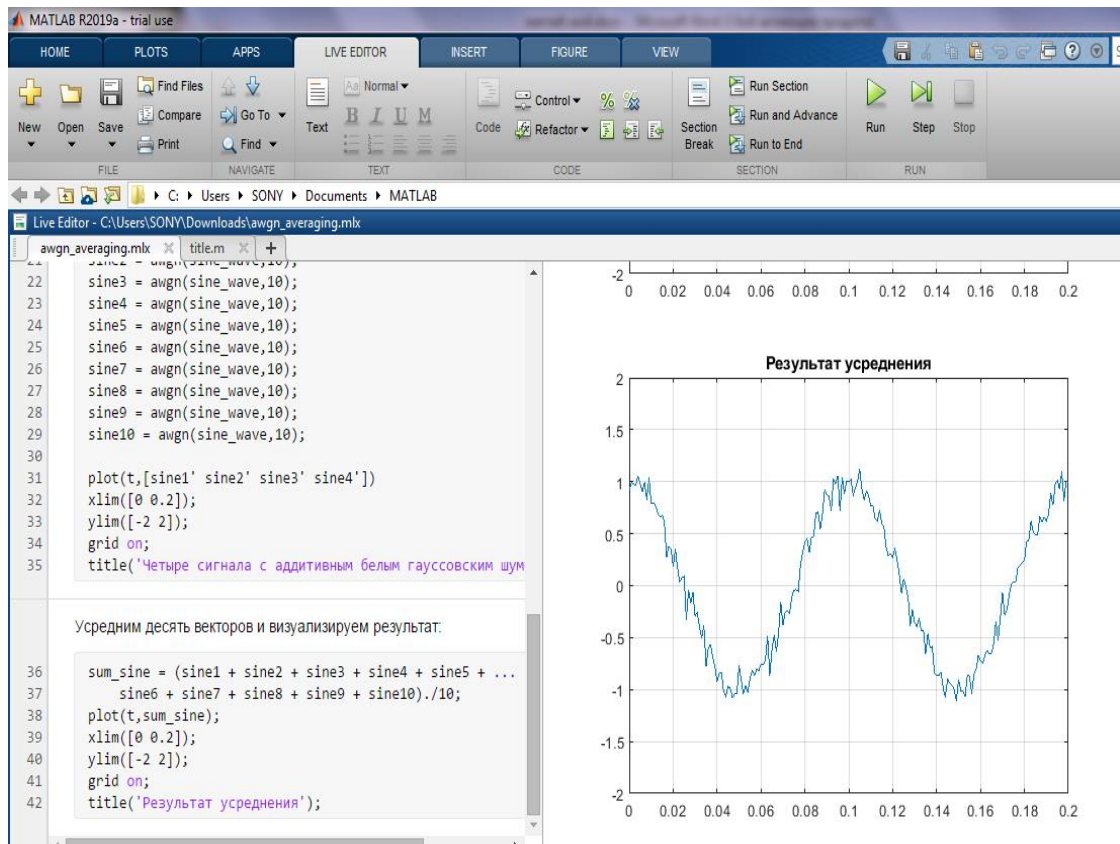 MATLAB R2019a - trial use
HOME PLOTS APPS LIVE EDITOR INSERT FIGURE VIEW
New Open Save Find Files Compare Print
FILE
Go To Find
NAVIGATE
Text Aa Normal B I U M
TEXT
Code Control Refactor
CODE
Section Break Run Section Run and Advance Run to End
SECTION
Run Step Stop
RUN
C: Users SONY Documents MATLAB
Live Editor - C:\Users\SONY\Downloads\awgn_averaging.mlx
awgn_averaging.mlx title.m +
21 sine2 = awgn(sine_wave,10);
22 sine3 = awgn(sine_wave,10);
23 sine4 = awgn(sine_wave,10);
24 sine5 = awgn(sine_wave,10);
25 sine6 = awgn(sine_wave,10);
26 sine7 = awgn(sine_wave,10);
27 sine8 = awgn(sine_wave,10);
28 sine9 = awgn(sine_wave,10);
29 sine10 = awgn(sine_wave,10);
30
31 plot(t,[sine1' sine2' sine3' sine4'])
32 xlim([0 0.2]);
33 ylim([-2 2]);
34 grid on;
35 title('Четыре сигнала с аддитивным белым гауссовским шум
Усредним десять векторов и визуализируем результат:
36 sum_sine = (sine1 + sine2 + sine3 + sine4 + sine5 + ...
37 sine6 + sine7 + sine8 + sine9 + sine10)./10;
38 plot(t,sum_sine);
39 xlim([0 0.2]);
40 ylim([-2 2]);
41 grid on;
42 title('Результат усреднения');
-2
0 0.02 0.04 0.06 0.08 0.1 0.12 0.14 0.16 0.18 0.2
Результат усреднения
2
1.5
1
0.5
0
-0.5
-1
-1.5
-2
0 0.02 0.04 0.06 0.08 0.1 0.12 0.14 0.16 0.18 0.2